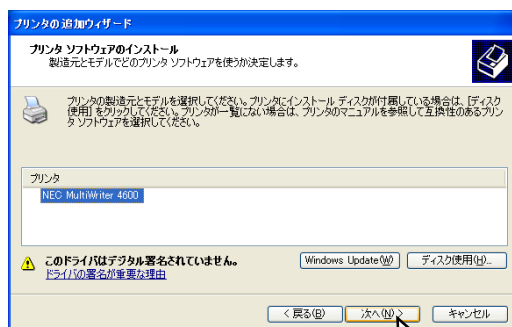 プリンタの追加ウィザード
プリンタ ソフトウェアのインストール
製造元とモデルでどのプリンタ ソフトウェアを使うか決定します。
プリンタの製造元とモデルを選択してください。プリンタにインストール ディスクが付属している場合は、[ディスク
使用] をクリックしてください。プリンタが一覧にない場合は、プリンタのマニュアルを参照して互換性のあるプリン
タ ソフトウェアを選択してください。
プリンタ
NEC MultiWriter 4600
このドライバはデジタル署名されていません。
ドライバの署名が重要な理由
Windows Update(W)
ディスク使用(H)...
< 戻る(B)
次へ(N) >
キャンセル